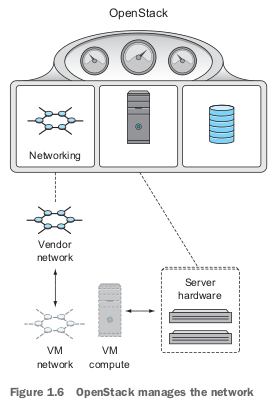 OpenStack
Networking
Vendor
network
Server
hardware
VM
network
VM
compute
Figure 1.6 OpenStack manages the network